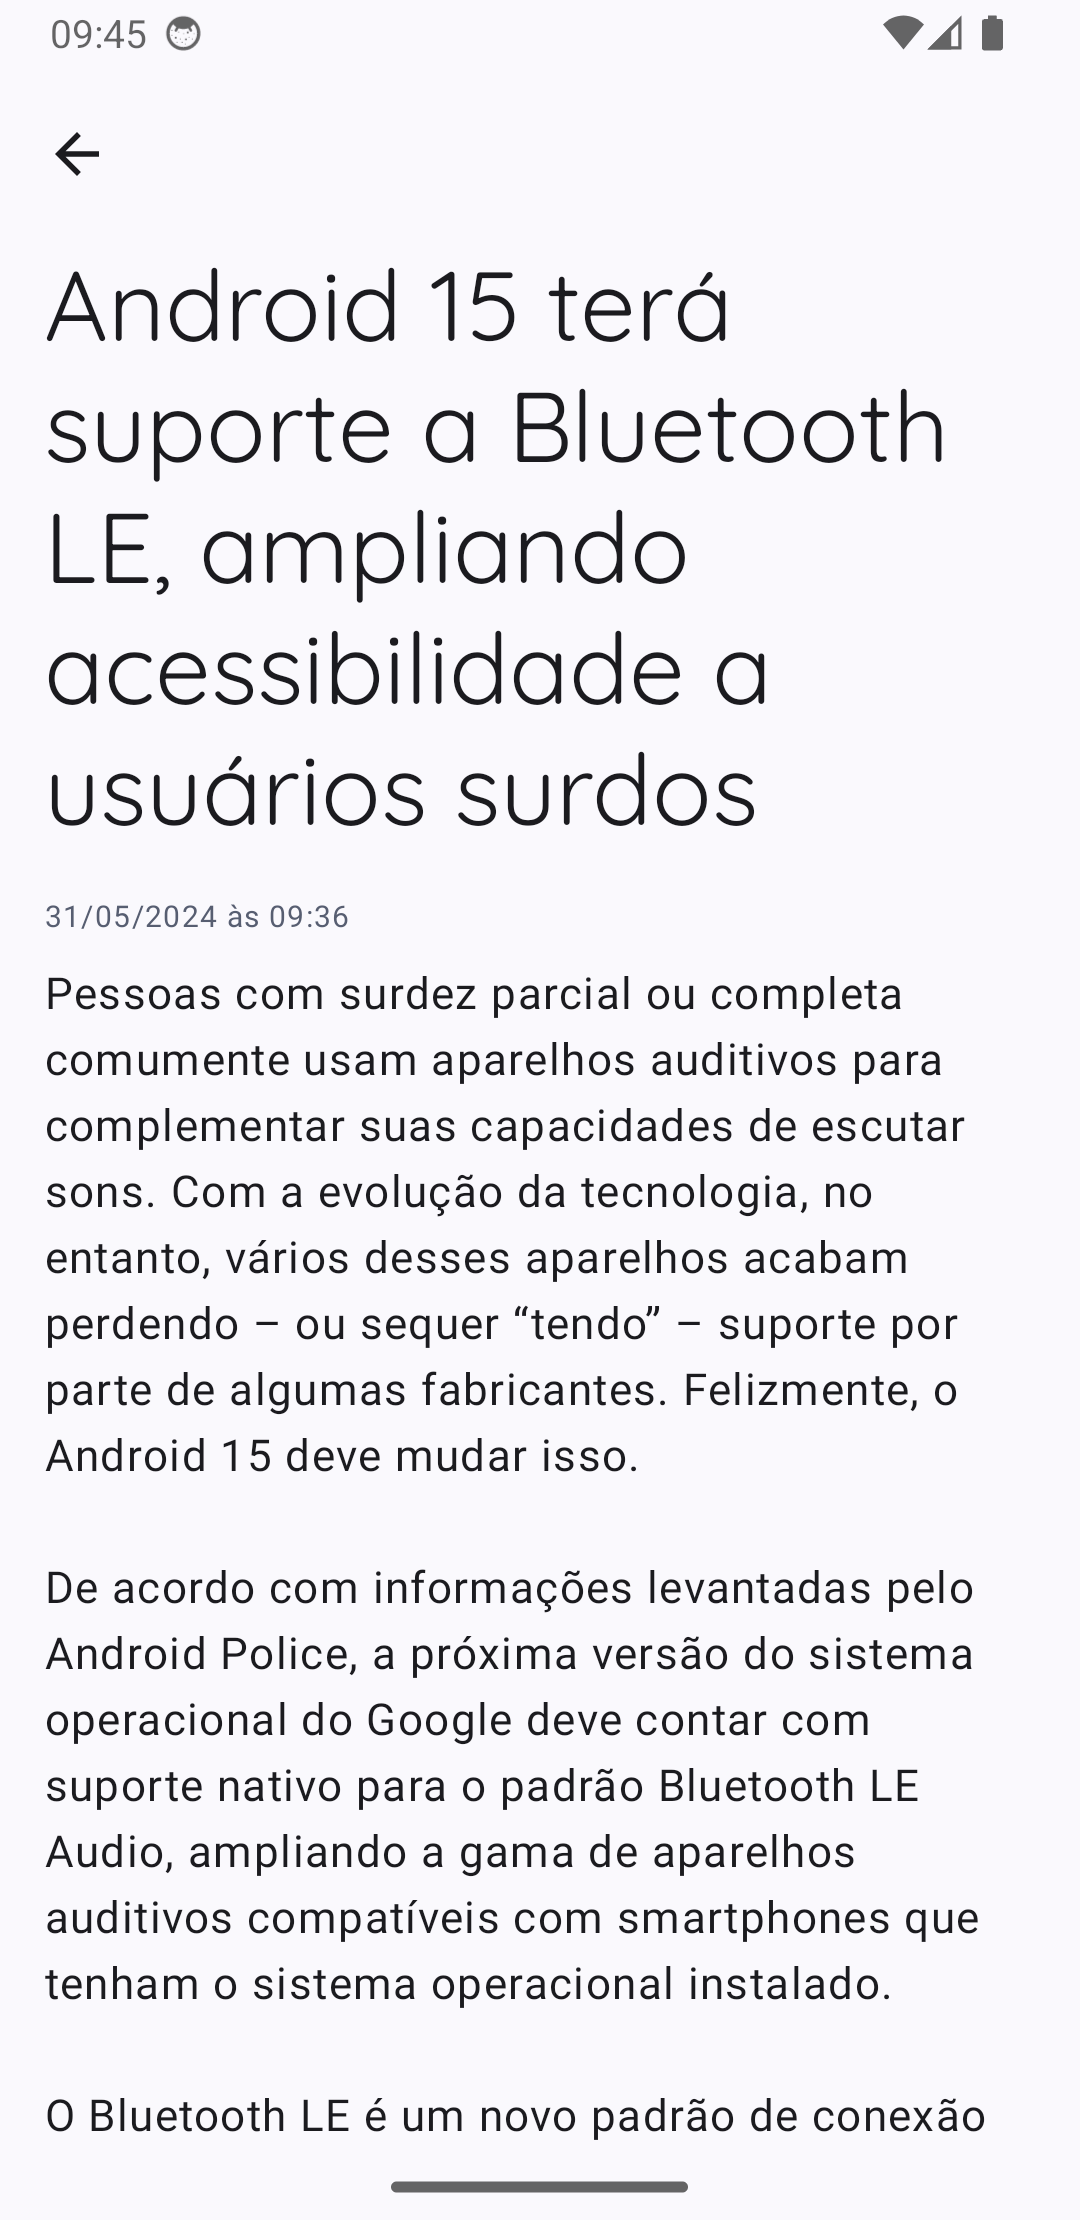 09:45
Android 15 terá
suporte a Bluetooth
LE, ampliando
acessibilidade a
usuários surdos
31/05/2024 às 09:36
Pessoas com surdez parcial ou completa
comumente usam aparelhos auditivos para
complementar suas capacidades de escutar
sons. Com a evolução da tecnologia, no
entanto, vários desses aparelhos acabam
perdendo – ou sequer “tendo” – suporte por
parte de algumas fabricantes. Felizmente, o
Android 15 deve mudar isso.
De acordo com informações levantadas pelo
Android Police, a próxima versão do sistema
operacional do Google deve contar com
suporte nativo para o padrão Bluetooth LE
Audio, ampliando a gama de aparelhos
auditivos compatíveis com smartphones que
tenham o sistema operacional instalado.
O Bluetooth LE é um novo padrão de conexão